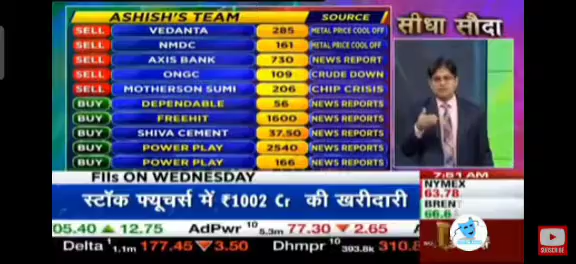 ASHISH'S TEAM SOURCE
SELL VEDANTA 285 METAL PRICE COOL OFF
SELL NMDC 161 METAL PRICE COOL OFF
SELL AXIS BANK 730 NEWS REPORT
SELL ONGC 109 CRUDE DOWN
SELL MOTHERSON SUMI 206 CHIP CRISIS
BUY DEPENDABLE 56 NEWS REPORTS
BUY FREEHIT 1600 NEWS REPORTS
BUY SHIVA CEMENT 37.50 NEWS REPORTS
BUY POWER PLAY 2540 NEWS REPORTS
BUY POWER PLAY 166 NEWS REPORTS
सीधा सौदा
FIIs ON WEDNESDAY
स्टॉक फ्यूचर्स में ₹1002 Cr की खरीदारी
7:51 AM
NYMEX
63.78
BRENT
66.6
05.40 ▲ 12.75 AdPwr 10 5.3m 77.30 ▼ 2.65
Delta 1 1.1m 177.45 ▼ 3.50 Dhmpr 10 393.8k 310.8
SUBSCRIBE